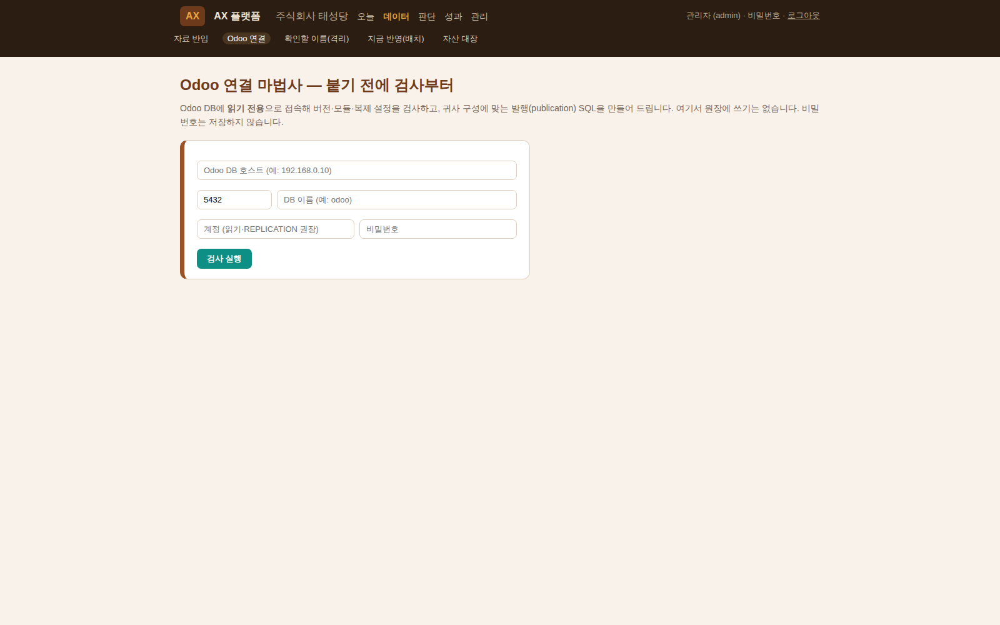 AX AX 플랫폼 주식회사 태성당 오늘 데이터 판단 성과 관리 관리자 (admin) · 비밀번호 · 로그아웃
자료 반입 Odoo 연결 확인할 이름(격리) 지금 반영(배치) 자산 대장
Odoo 연결 마법사 — 붙기 전에 검사부터
Odoo DB에 읽기 전용으로 접속해 버전·모듈·복제 설정을 검사하고, 귀사 구성에 맞는 발행(publication) SQL을 만들어 드립니다. 여기서 원장에 쓰기는 없습니다. 비밀
번호는 저장하지 않습니다.
Odoo DB 호스트 (예: 192.168.0.10)
5432 DB 이름 (예: odoo)
계정 (읽기·REPLICATION 권장) 비밀번호
검사 실행